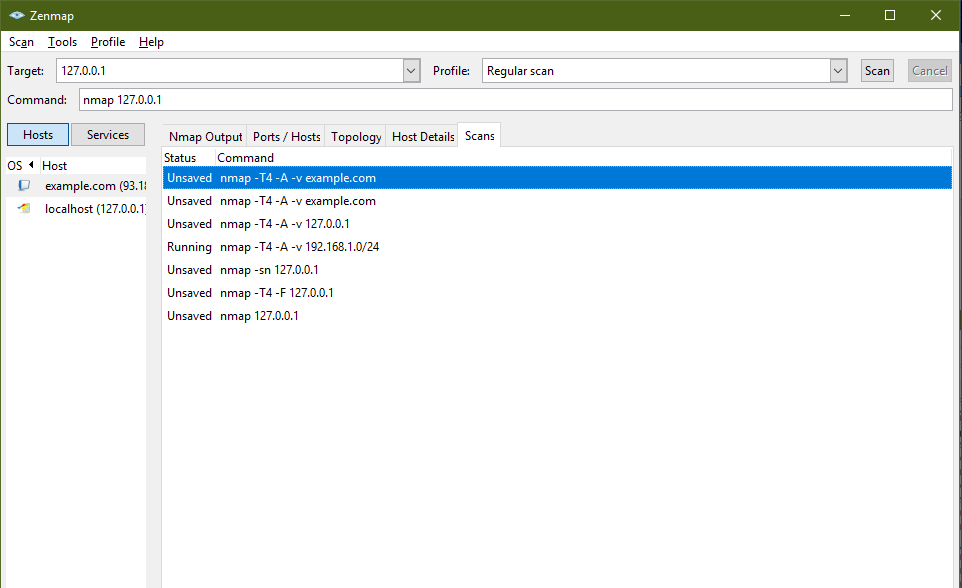 Zenmap
Scan Tools Profile Help
Target: 127.0.0.1 Profile: Regular scan Scan Cancel
Command: nmap 127.0.0.1
Hosts Services Nmap Output Ports / Hosts Topology Host Details Scans
OS Host Status Command
example.com (93.18
localhost (127.0.0.1)
Unsaved nmap -T4 -A -v example.com
Unsaved nmap -T4 -A -v example.com
Unsaved nmap -T4 -A -v 127.0.0.1
Running nmap -T4 -A -v 192.168.1.0/24
Unsaved nmap -sn 127.0.0.1
Unsaved nmap -T4 -F 127.0.0.1
Unsaved nmap 127.0.0.1